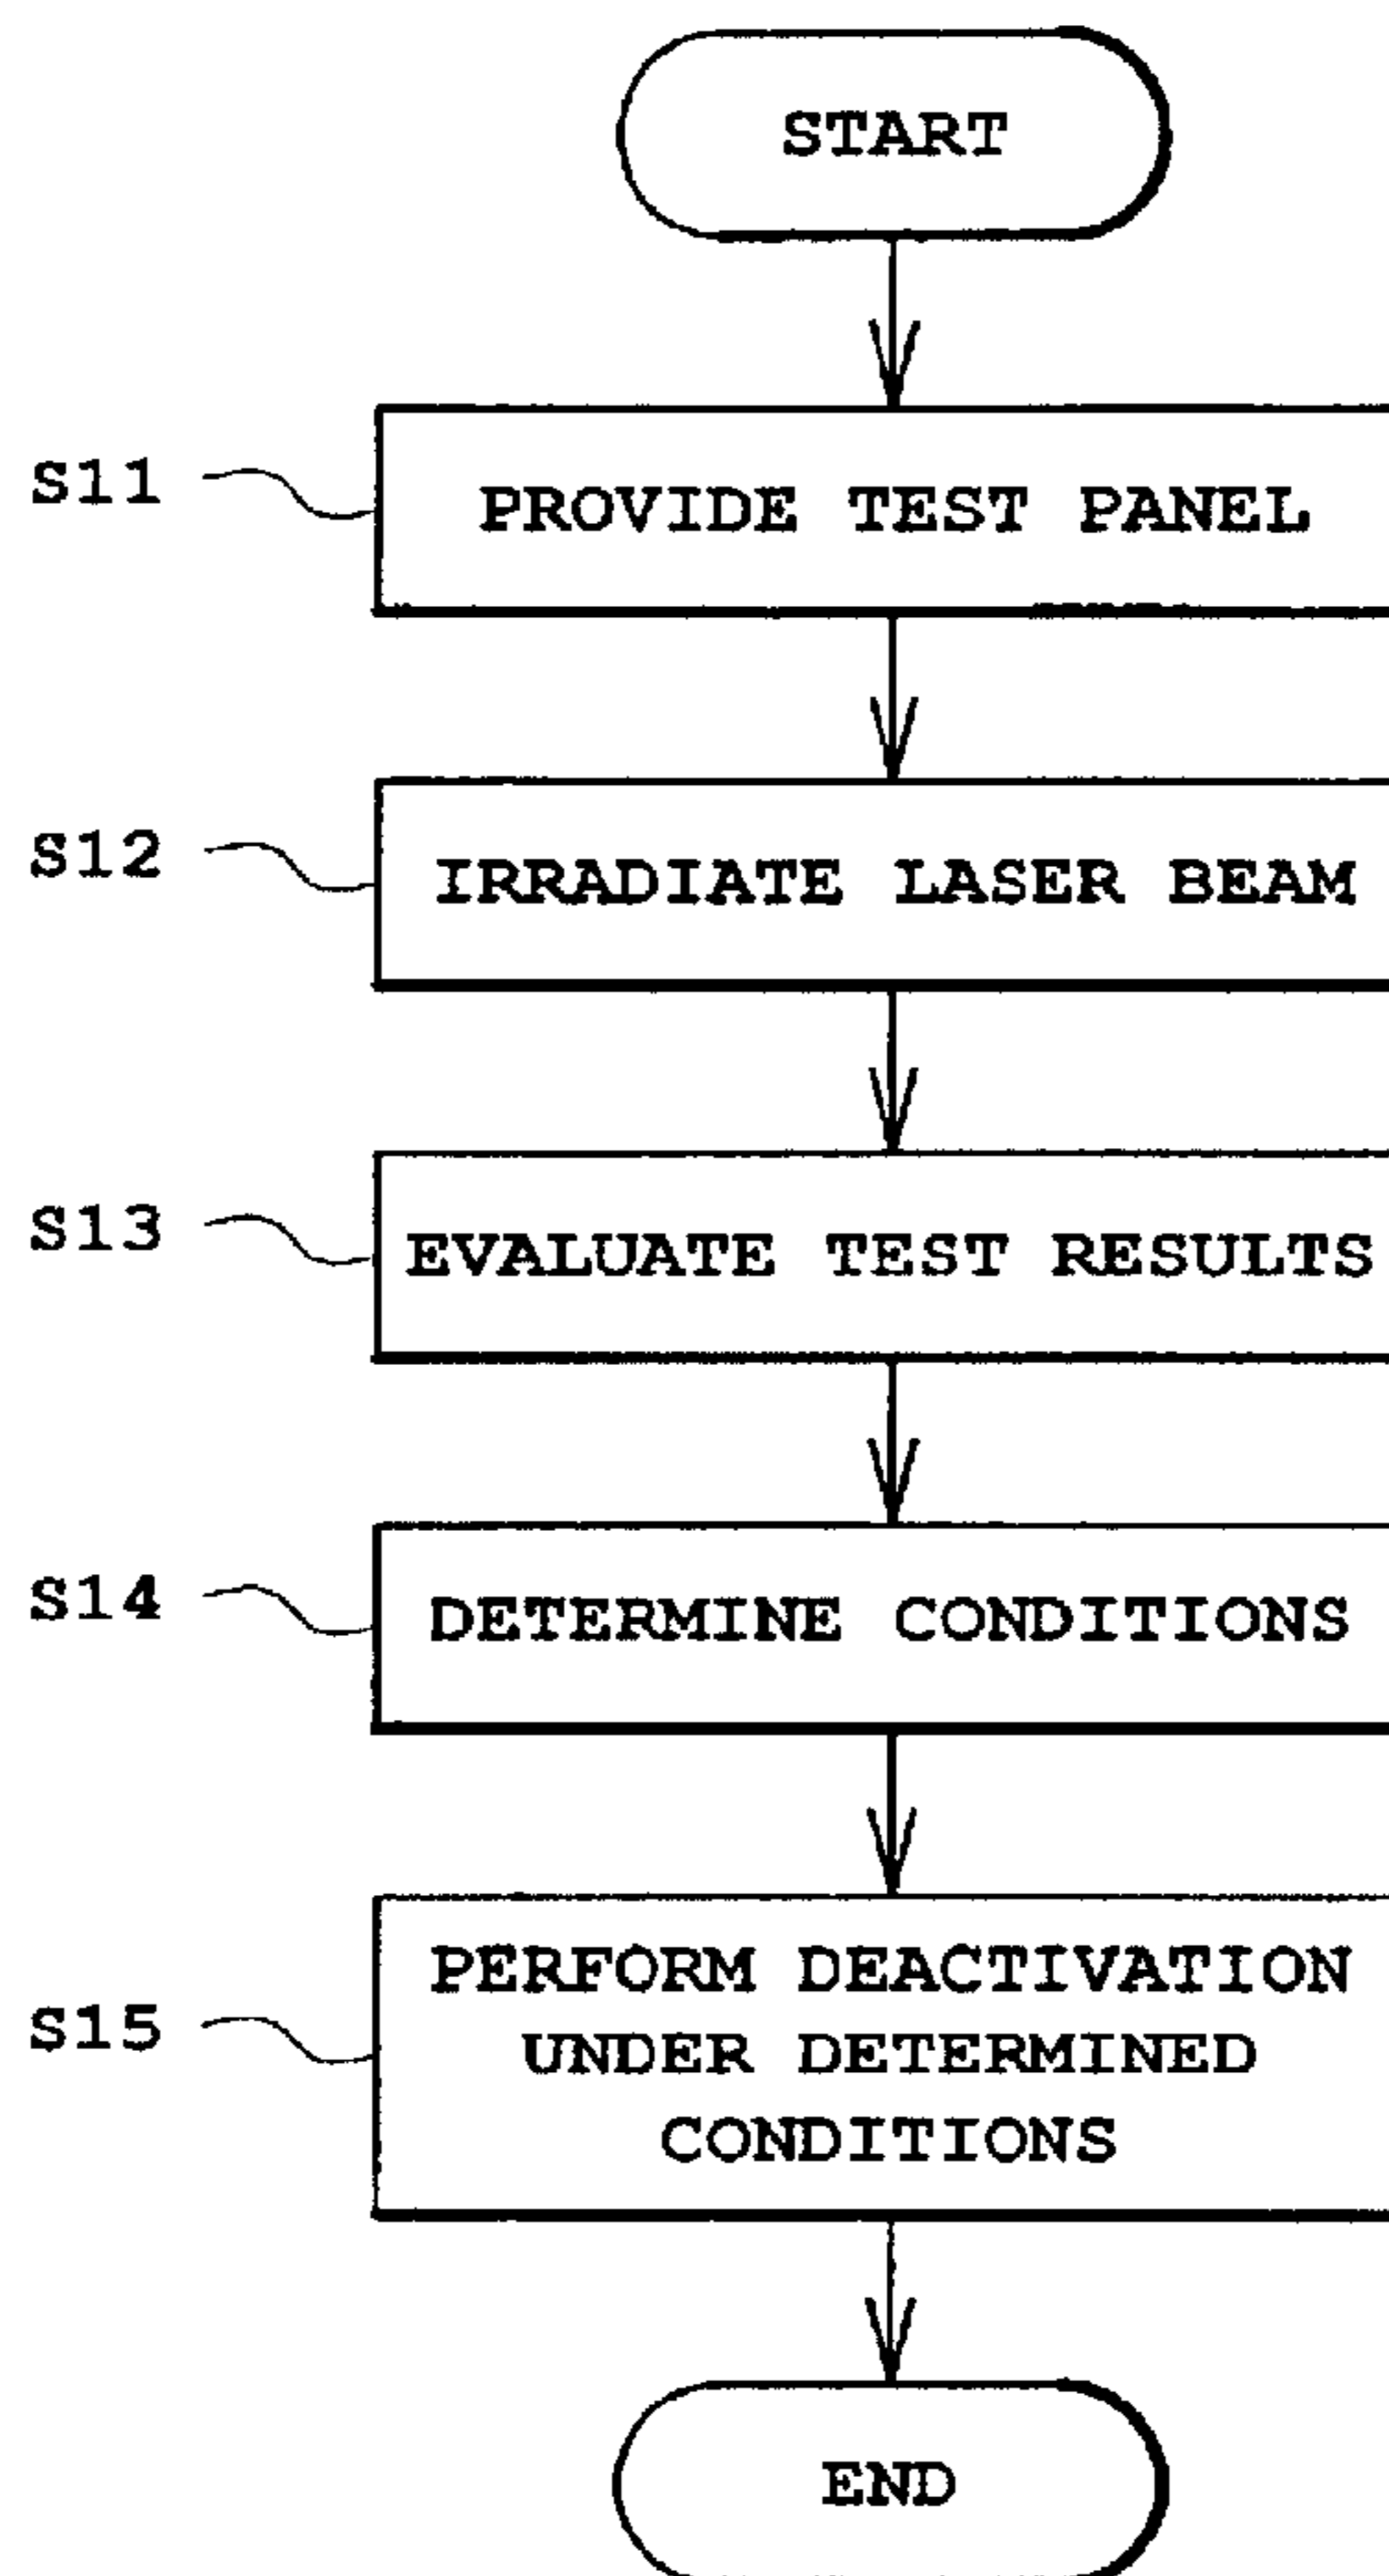 START
S11
PROVIDE TEST PANEL
S12
IRRADIATE LASER BEAM
S13
EVALUATE TEST RESULTS
S14
DETERMINE CONDITIONS
S15
PERFORM DEACTIVATION
UNDER DETERMINED
CONDITIONS
END